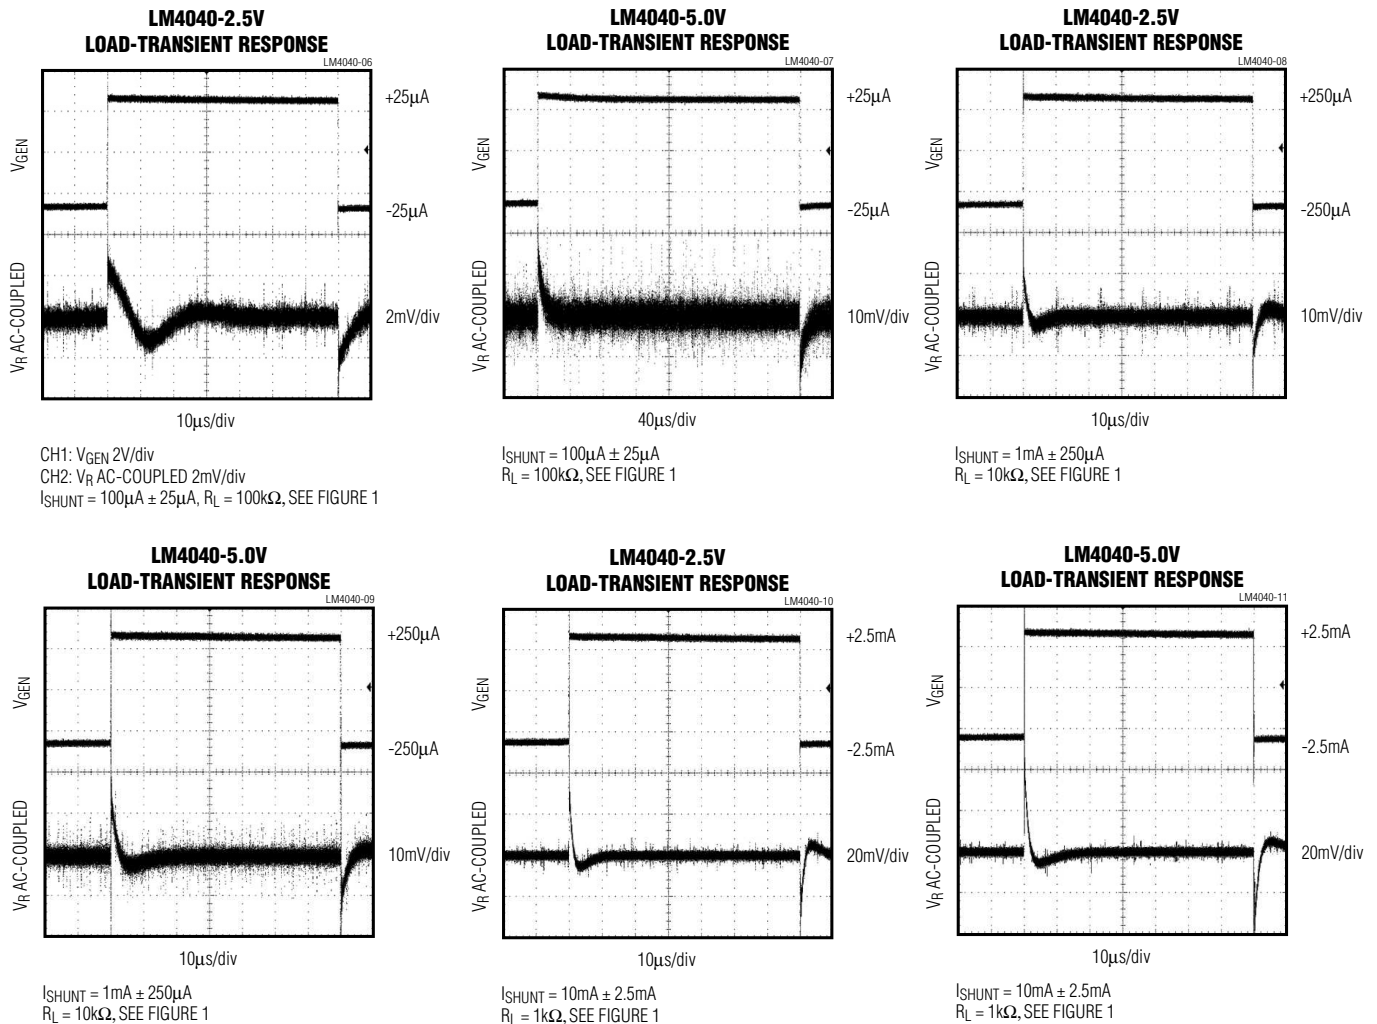 LM4040-2.5V
LOAD-TRANSIENT RESPONSE
LM4040-06
+25µA
VGEN
-25µA
VR AC-COUPLED
2mV/div
10µs/div
CH1: VGEN 2V/div
CH2: VR AC-COUPLED 2mV/div
ISHUNT = 100µA ± 25µA, RL = 100kΩ, SEE FIGURE 1
LM4040-5.0V
LOAD-TRANSIENT RESPONSE
LM4040-07
+25µA
VGEN
-25µA
VR AC-COUPLED
10mV/div
40µs/div
ISHUNT = 100µA ± 25µA
RL = 100kΩ, SEE FIGURE 1
LM4040-2.5V
LOAD-TRANSIENT RESPONSE
LM4040-08
+250µA
VGEN
-250µA
VR AC-COUPLED
10mV/div
10µs/div
ISHUNT = 1mA ± 250µA
RL = 10kΩ, SEE FIGURE 1
LM4040-5.0V
LOAD-TRANSIENT RESPONSE
LM4040-09
+250µA
VGEN
-250µA
VR AC-COUPLED
10mV/div
10µs/div
ISHUNT = 1mA ± 250µA
RL = 10kΩ, SEE FIGURE 1
LM4040-2.5V
LOAD-TRANSIENT RESPONSE
LM4040-10
+2.5mA
VGEN
-2.5mA
VR AC-COUPLED
20mV/div
10µs/div
ISHUNT = 10mA ± 2.5mA
RL = 1kΩ, SEE FIGURE 1
LM4040-5.0V
LOAD-TRANSIENT RESPONSE
LM4040-11
+2.5mA
VGEN
-2.5mA
VR AC-COUPLED
20mV/div
10µs/div
ISHUNT = 10mA ± 2.5mA
RL = 1kΩ, SEE FIGURE 1